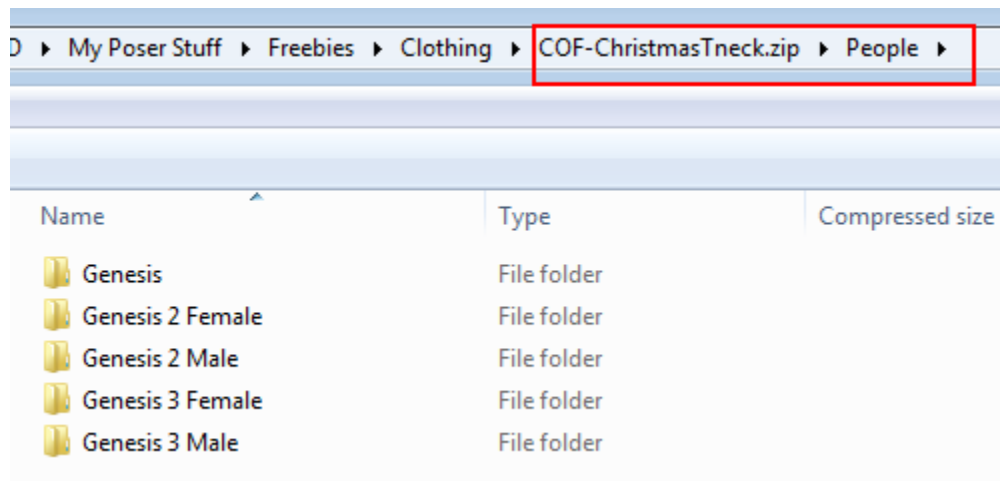 D ▸ My Poser Stuff ▸ Freebies ▸ Clothing ▸ COF-ChristmasTneck.zip ▸ People ▸
Name Type Compressed size
Genesis File folder
Genesis 2 Female File folder
Genesis 2 Male File folder
Genesis 3 Female File folder
Genesis 3 Male File folder